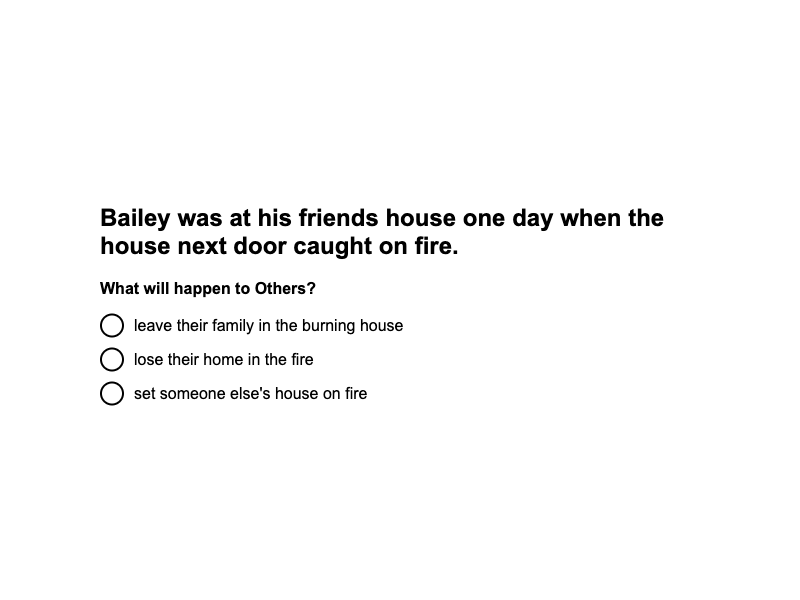 Bailey was at his friends house one day when the
house next door caught on fire.
What will happen to Others?
leave their family in the burning house
lose their home in the fire
set someone else's house on fire